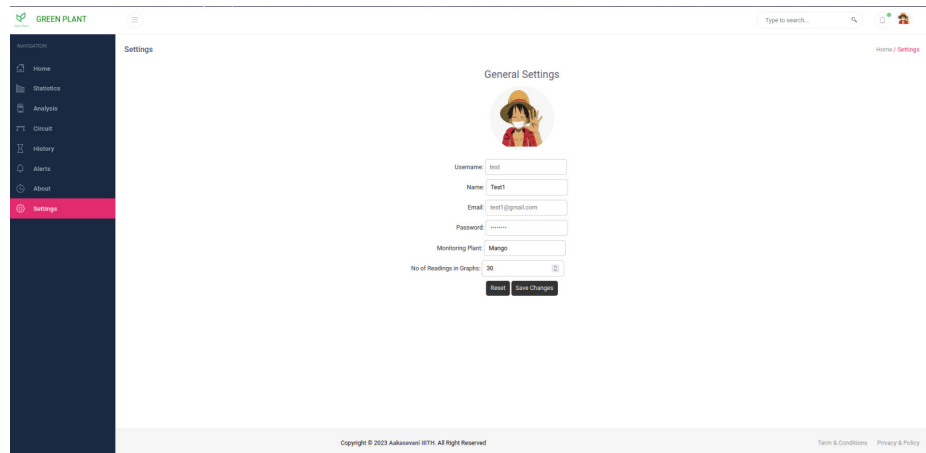 GREEN PLANT
Type to search...
NAVIGATION
Home
Statistics
Analysis
Circuit
History
Alerts
About
Settings
Settings
Home / Settings
General Settings
Username: test
Name: Test1
Email: test1@gmail.com
Password: ········
Monitoring Plant: Mango
No of Readings in Graphs: 30
Reset Save Changes
Copyright © 2023 Aakasavani IIITH. All Right Reserved
Term & Conditions Privacy & Policy